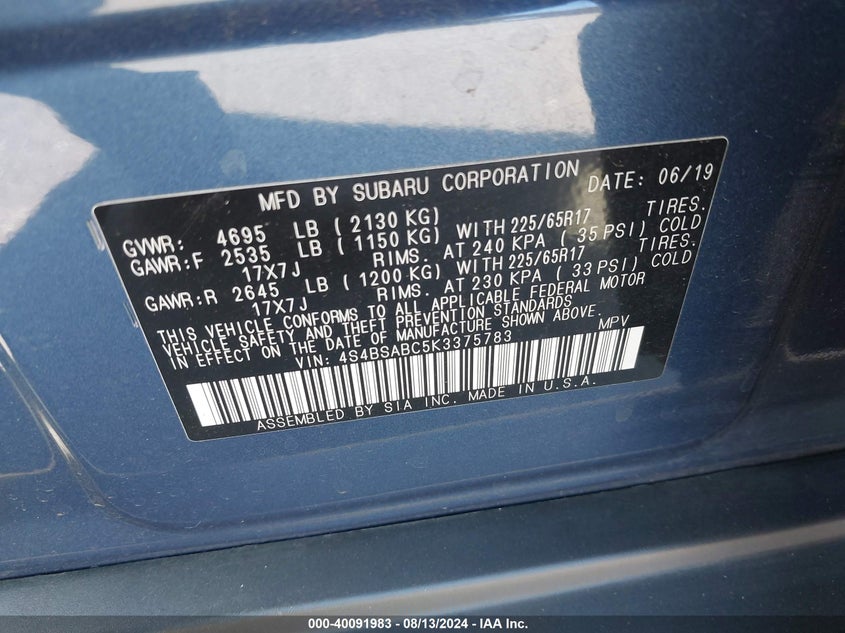 MFD BY SUBARU CORPORATION DATE: 06/19
GVWR: 4695 LB (2130 KG)
GAWR:F 2535 LB (1150 KG) WITH 225/65R17 TIRES.
17X7J RIMS. AT 240 KPA (35 PSI) COLD
GAWR:R 2645 LB (1200 KG) WITH 225/65R17 TIRES.
17X7J RIMS. AT 230 KPA (33 PSI) COLD
THIS VEHICLE CONFORMS TO ALL APPLICABLE FEDERAL MOTOR
VEHICLE SAFETY AND THEFT PREVENTION STANDARDS
IN EFFECT ON THE DATE OF MANUFACTURE SHOWN ABOVE.
VIN: 4S4BSABC5K3375783 MPV
ASSEMBLED BY SIA INC. MADE IN U.S.A.
000-40091983 - 08/13/2024 - IAA Inc.